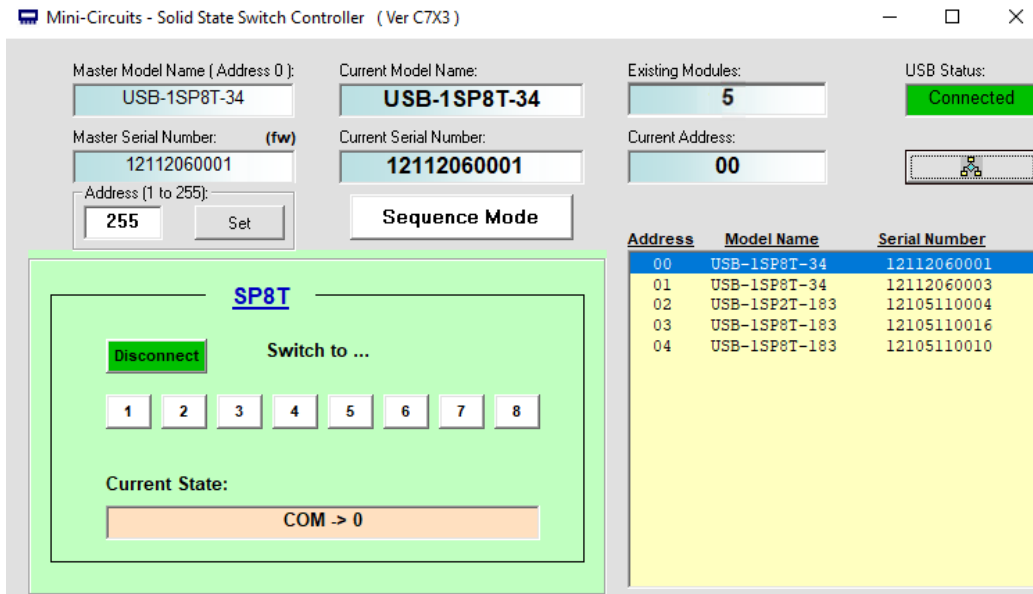 Mini-Circuits - Solid State Switch Controller ( Ver C7X3 )
Master Model Name ( Address 0 ):
USB-1SP8T-34
Current Model Name:
USB-1SP8T-34
Existing Modules:
5
USB Status:
Connected
Master Serial Number: (fw)
12112060001
Current Serial Number:
12112060001
Current Address:
00
Address (1 to 255):
255 Set
Sequence Mode
SP8T
Disconnect Switch to ...
1 2 3 4 5 6 7 8
Current State:
COM -> 0
Address Model Name Serial Number
00 USB-1SP8T-34 12112060001
01 USB-1SP8T-34 12112060003
02 USB-1SP2T-183 12105110004
03 USB-1SP8T-183 12105110016
04 USB-1SP8T-183 12105110010